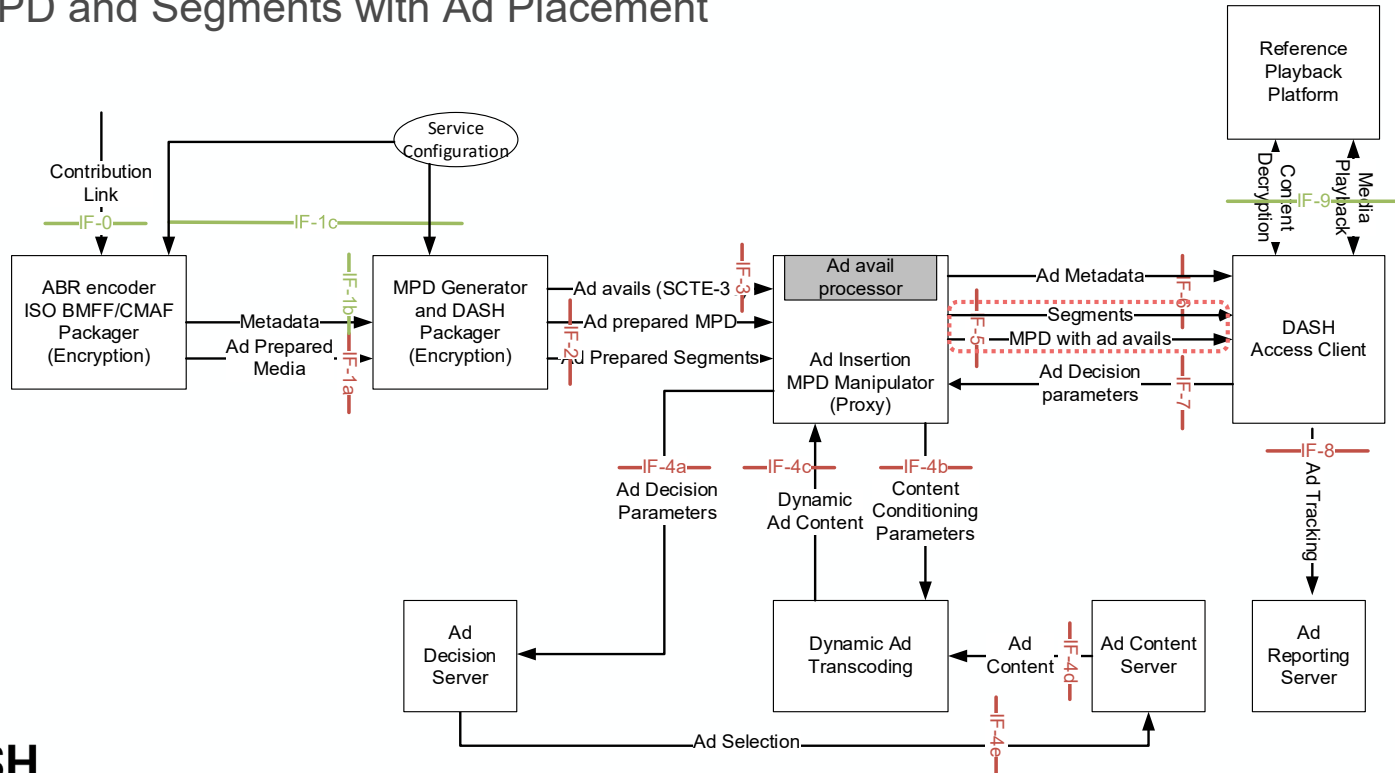 PD and Segments with Ad Placement
Reference
Playback
Platform
Service
Configuration
Contribution
Link
Content
Decryption
Media
Playback
IF-0
IF-1c
IF-9
ABR encoder
ISO BMFF/CMAF
Packager
(Encryption)
IF-1b
Metadata
Ad Prepared
Media
IF-1a
MPD Generator
and DASH
Packager
(Encryption)
Ad avails (SCTE-3
IF-3
Ad prepared MPD
IF-2
Ad Prepared Segments
Ad avail
processor
Ad Insertion
MPD Manipulator
(Proxy)
Ad Metadata
IF-6
Segments
IF-5
MPD with ad avails
Ad Decision
parameters
IF-7
DASH
Access Client
IF-4a
Ad Decision
Parameters
IF-4c
Dynamic
Ad Content
IF-4b
Content
Conditioning
Parameters
IF-8
Ad Tracking
Ad
Decision
Server
Dynamic Ad
Transcoding
Ad
Content
IF-4d
Ad Content
Server
Ad
Reporting
Server
Ad Selection
IF-4e
SH